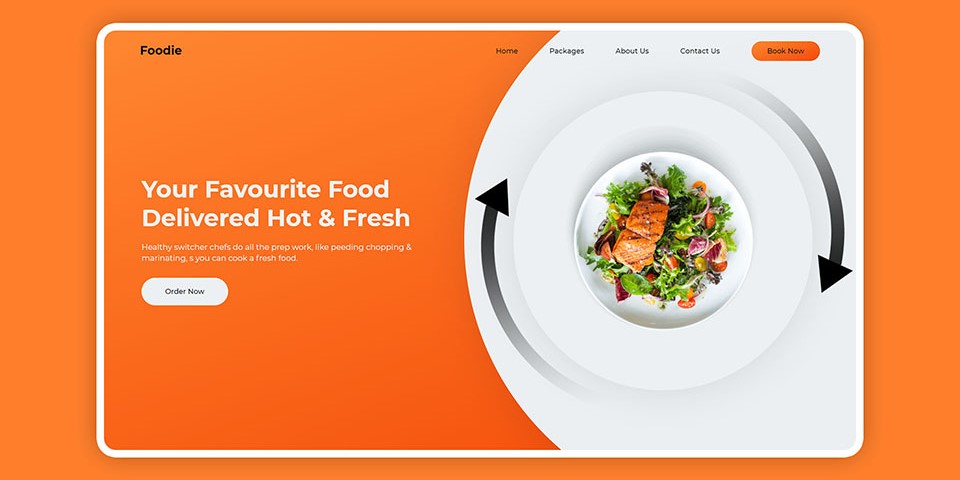 Foodie
Home
Packages
About Us
Contact Us
Book Now
Your Favourite Food
Delivered Hot & Fresh
Healthy switcher chefs do all the prep work, like peeding chopping &
marinating, s you can cook a fresh food.
Order Now